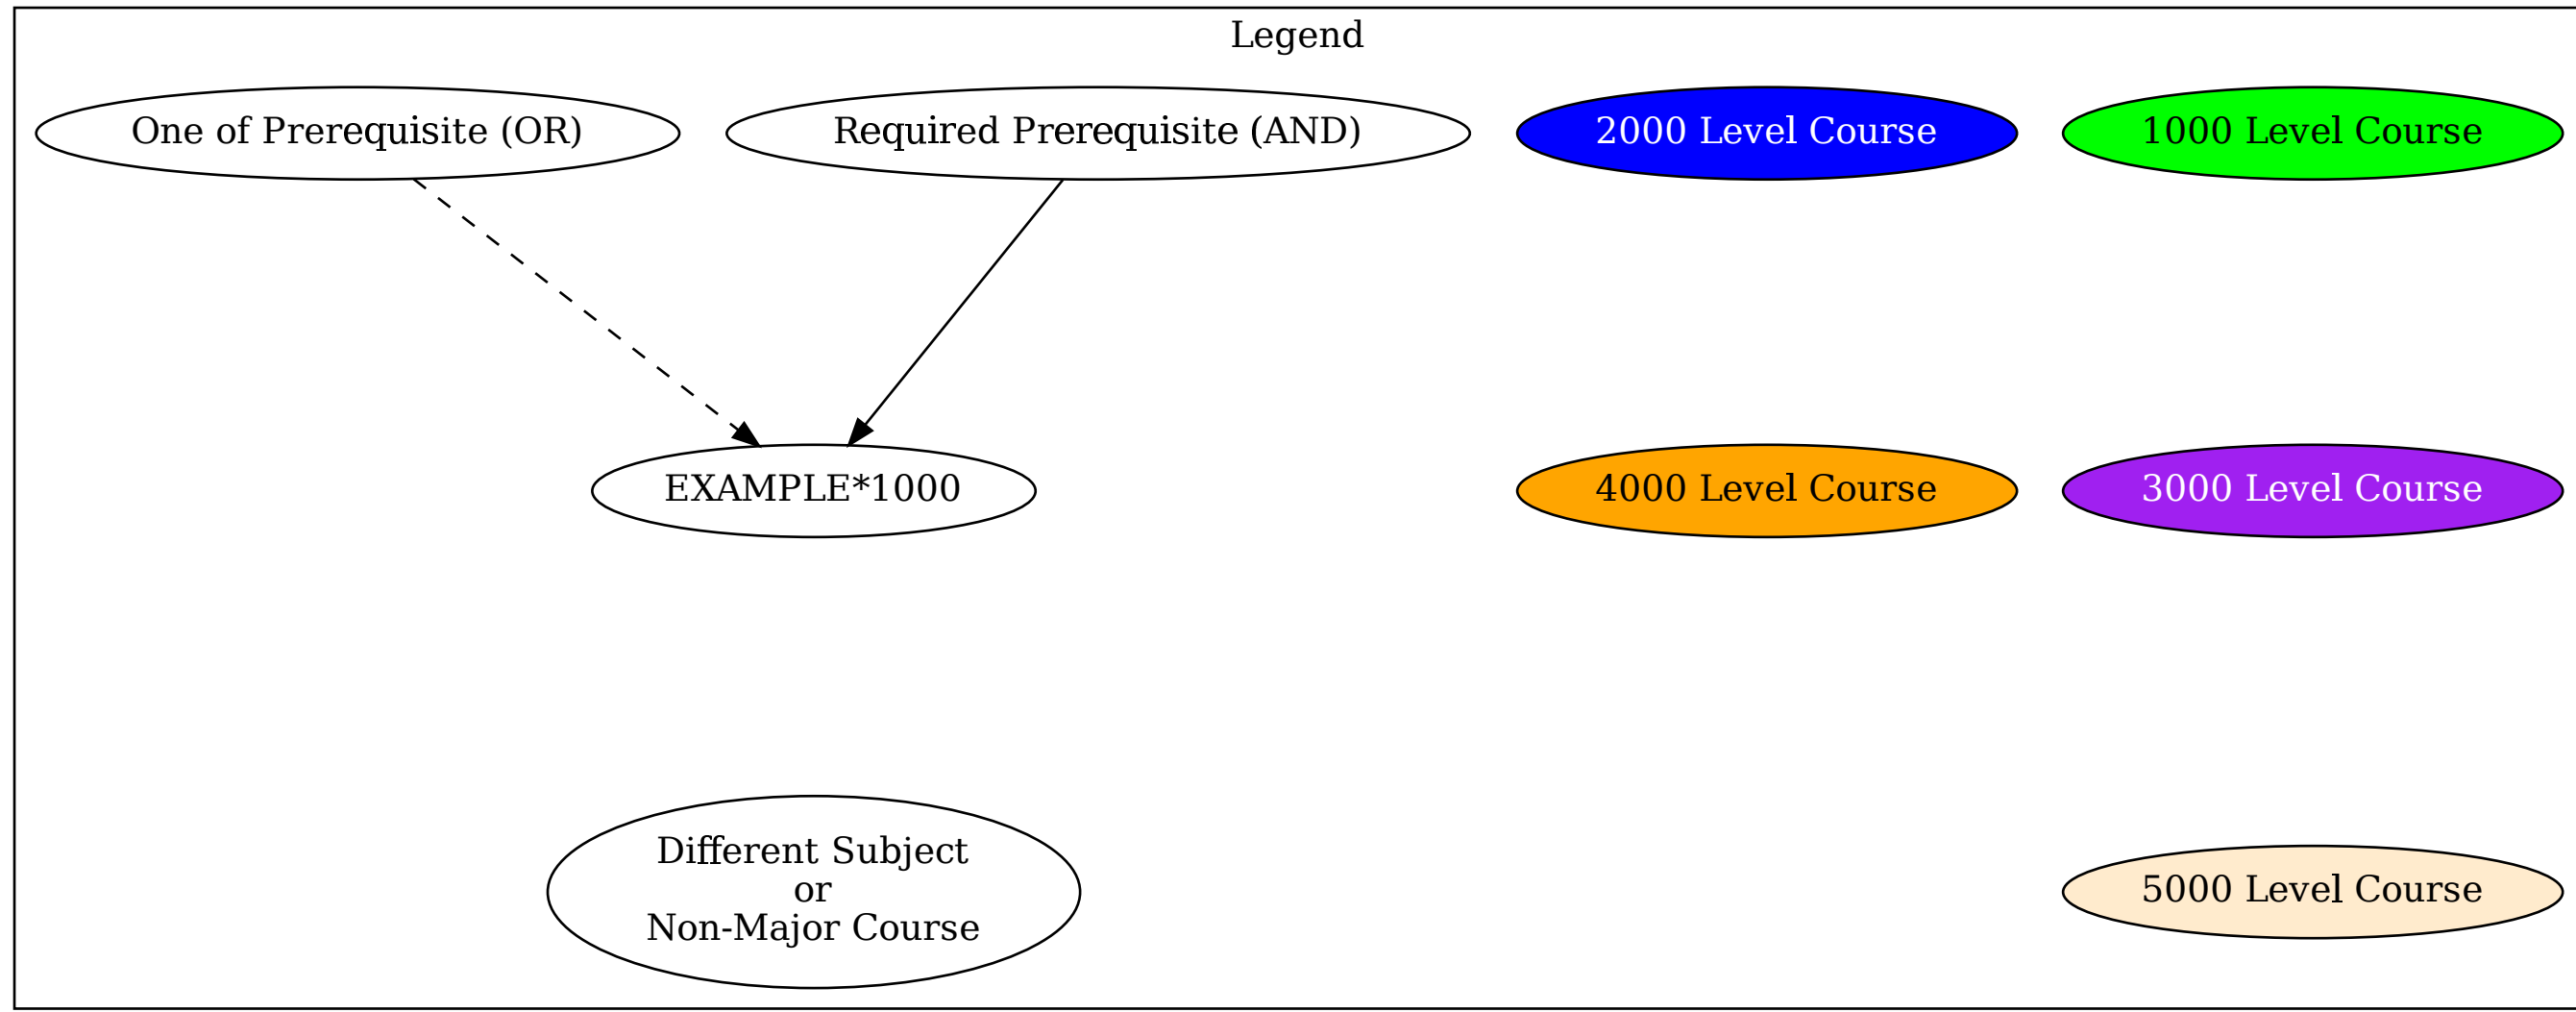 Legend
One of Prerequisite (OR)
Required Prerequisite (AND)
2000 Level Course
1000 Level Course
EXAMPLE*1000
4000 Level Course
3000 Level Course
Different Subject
or
Non-Major Course
5000 Level Course